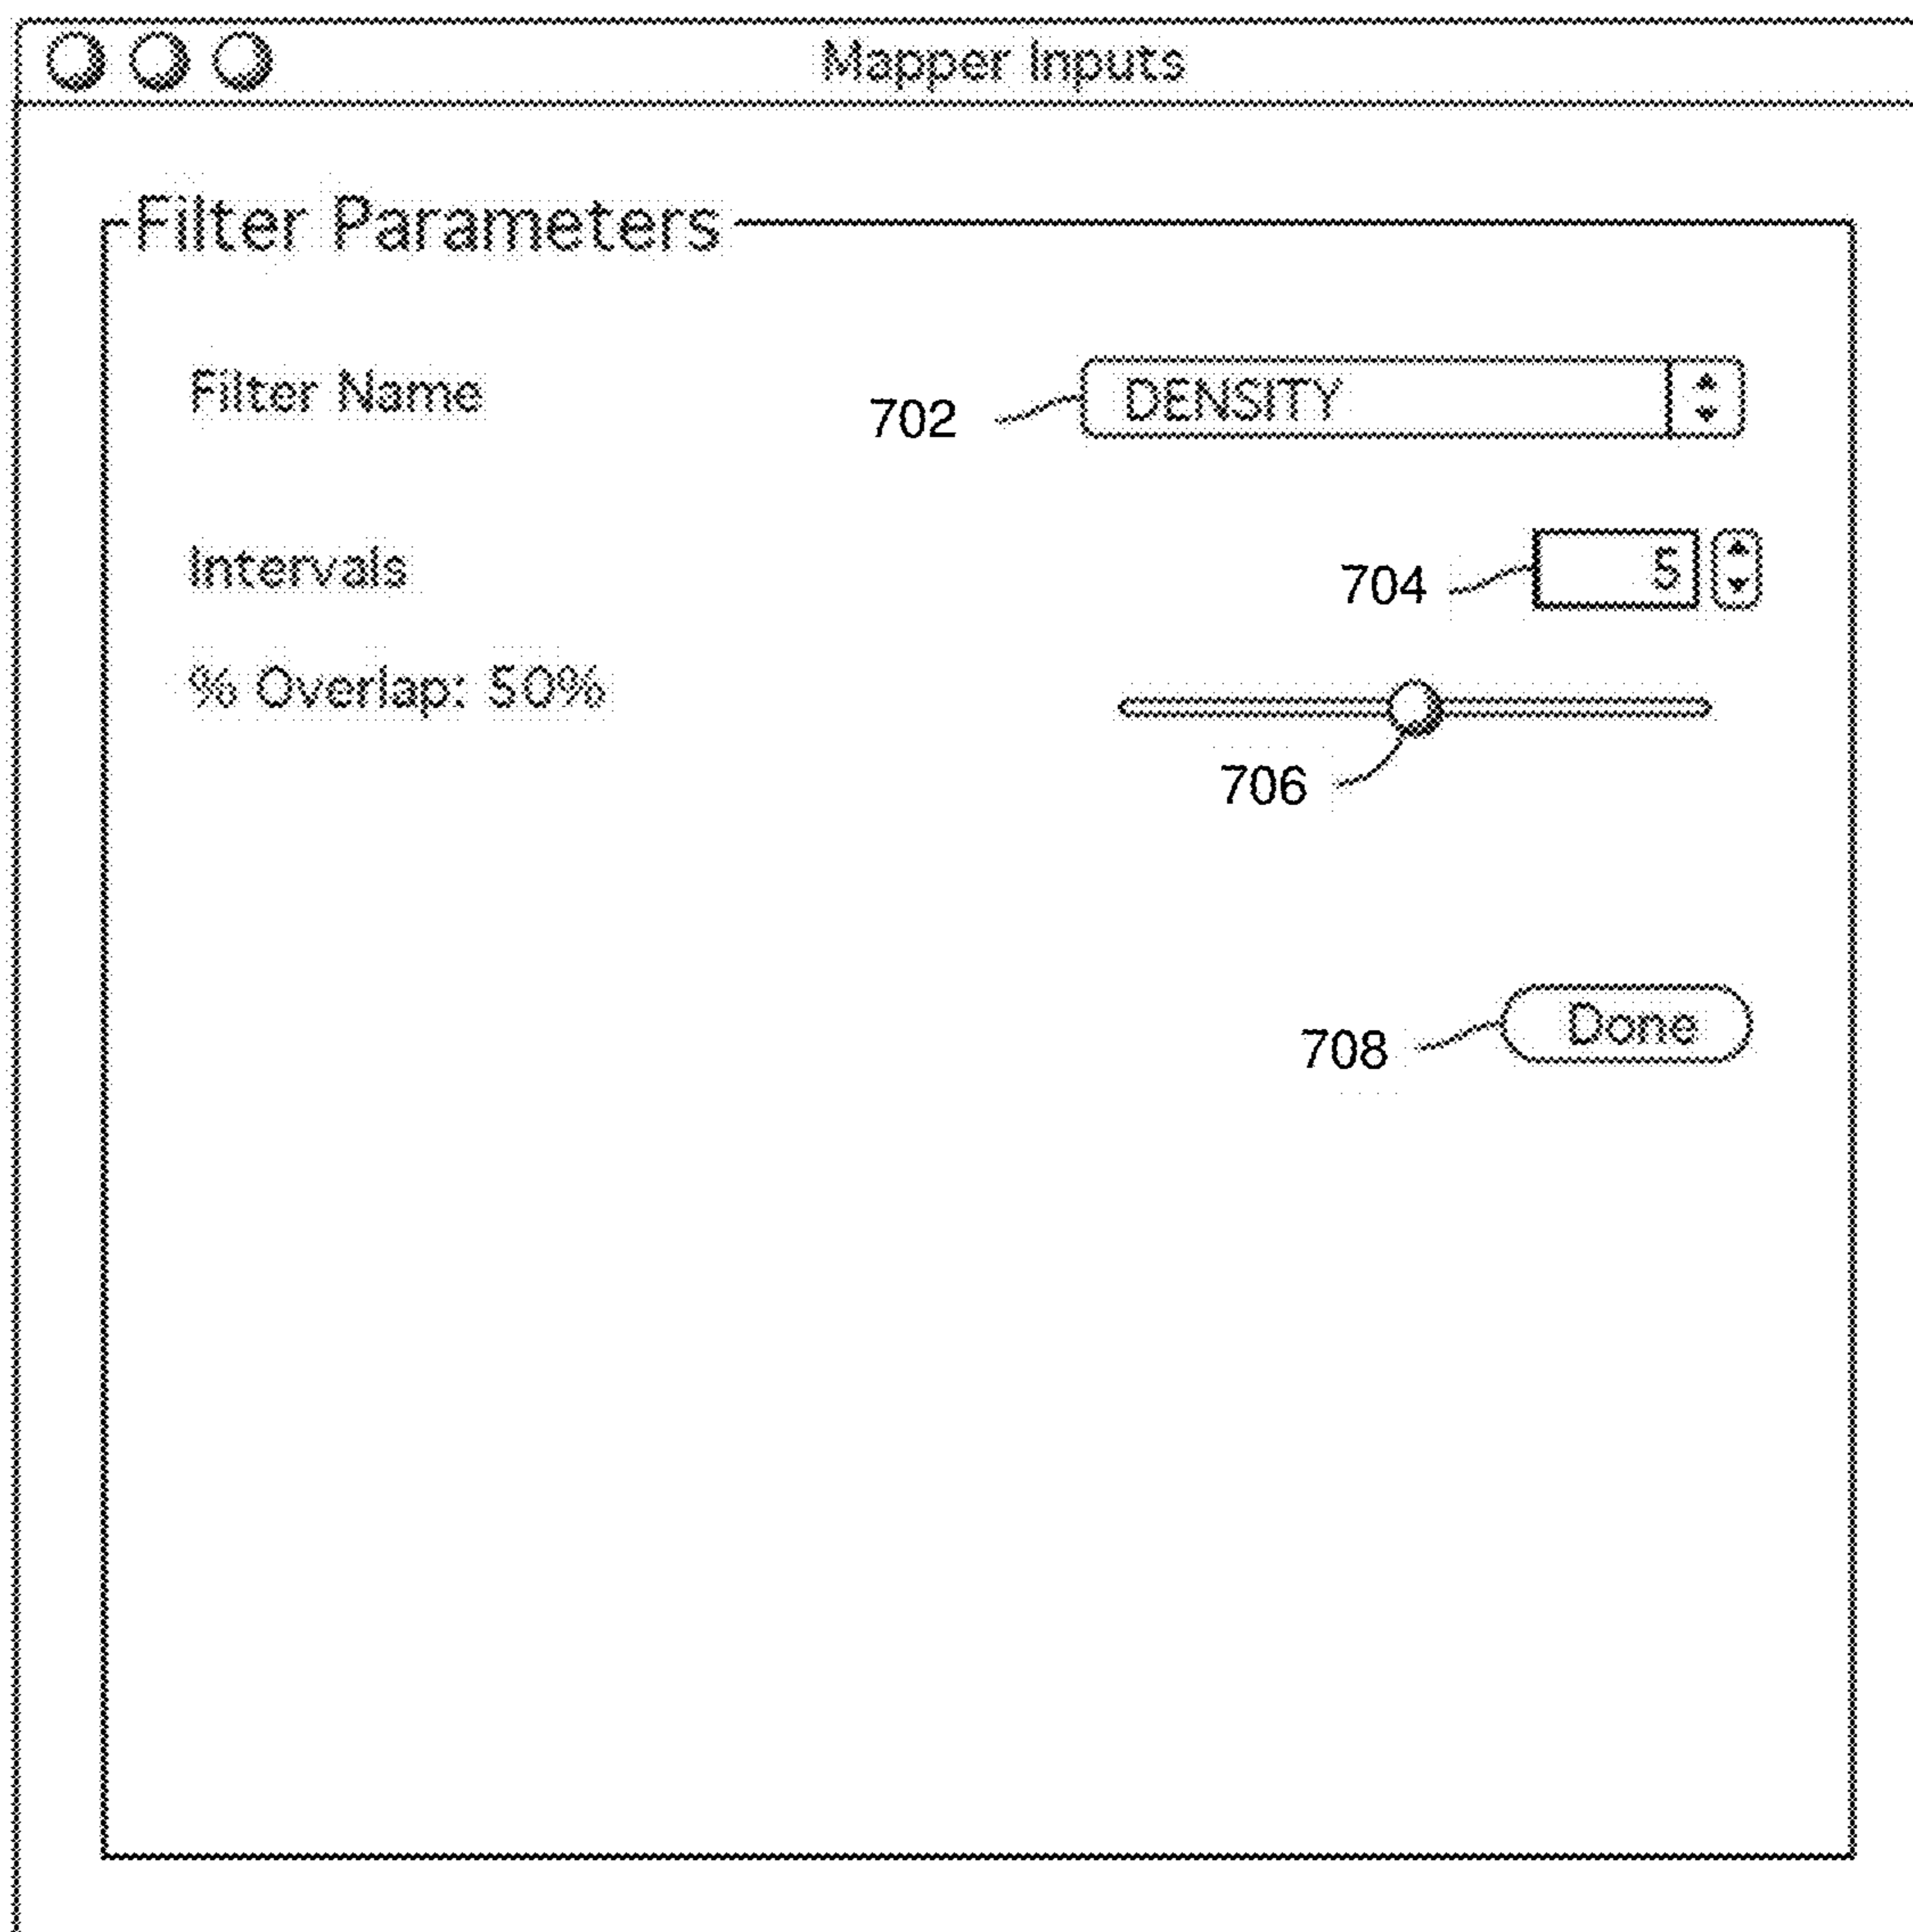 Mapper Inputs
Filter Parameters
Filter Name 702 DENSITY
Intervals 704 5
% Overlap: 50%
706
708 Done